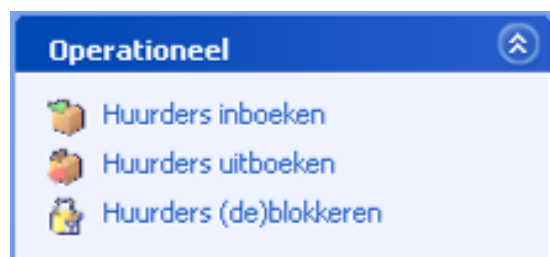 Operationeel
Huurders inboeken
Huurders uitboeken
Huurders (de)blokkeren